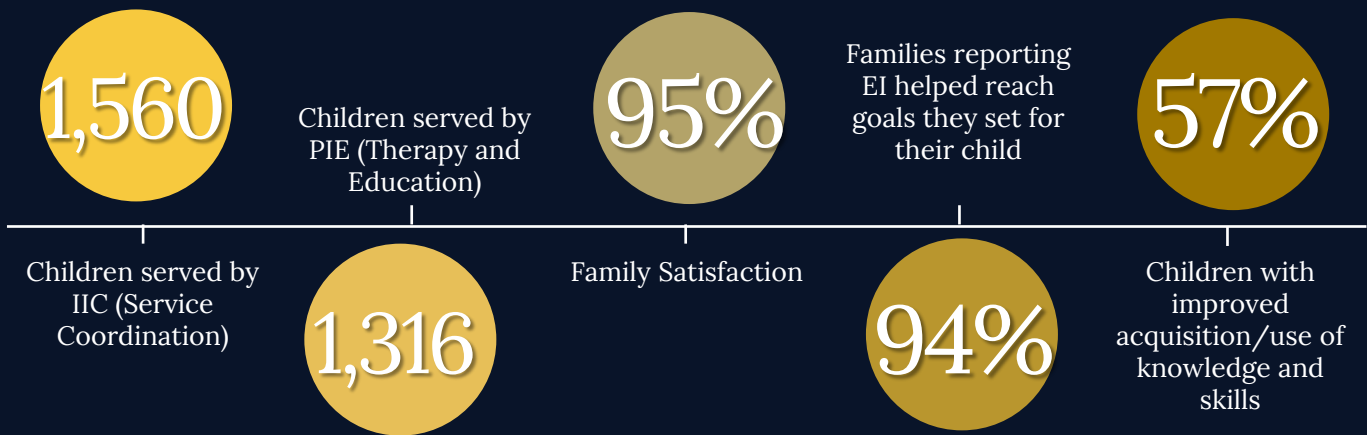 1,560
Children served by
IIC (Service
Coordination)
Children served by
PIE (Therapy and
Education)
1,316
95%
Family Satisfaction
Families reporting
EI helped reach
goals they set for
their child
94%
57%
Children with
improved
acquisition/use of
knowledge and
skills